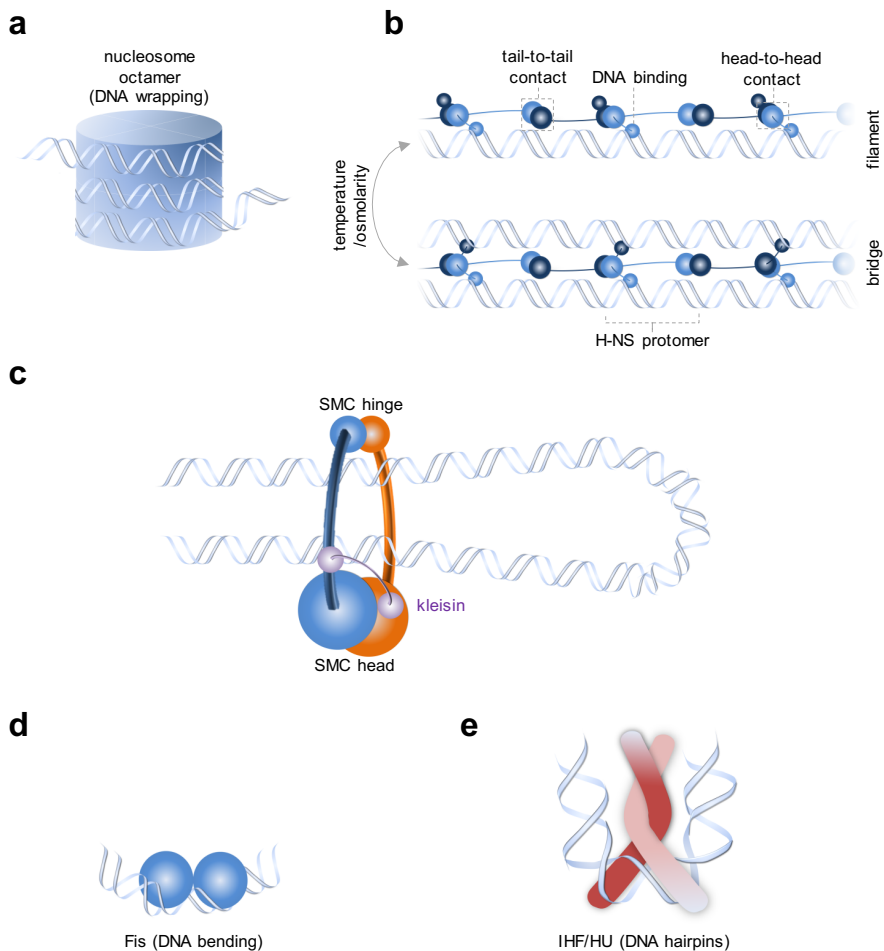 a
nucleosome
octamer
(DNA wrapping)
b
tail-to-tail
contact
DNA binding
head-to-head
contact
filament
temperature
/osmolarity
bridge
H-NS protomer
c
SMC hinge
kleisin
SMC head
d
Fis (DNA bending)
e
IHF/HU (DNA hairpins)